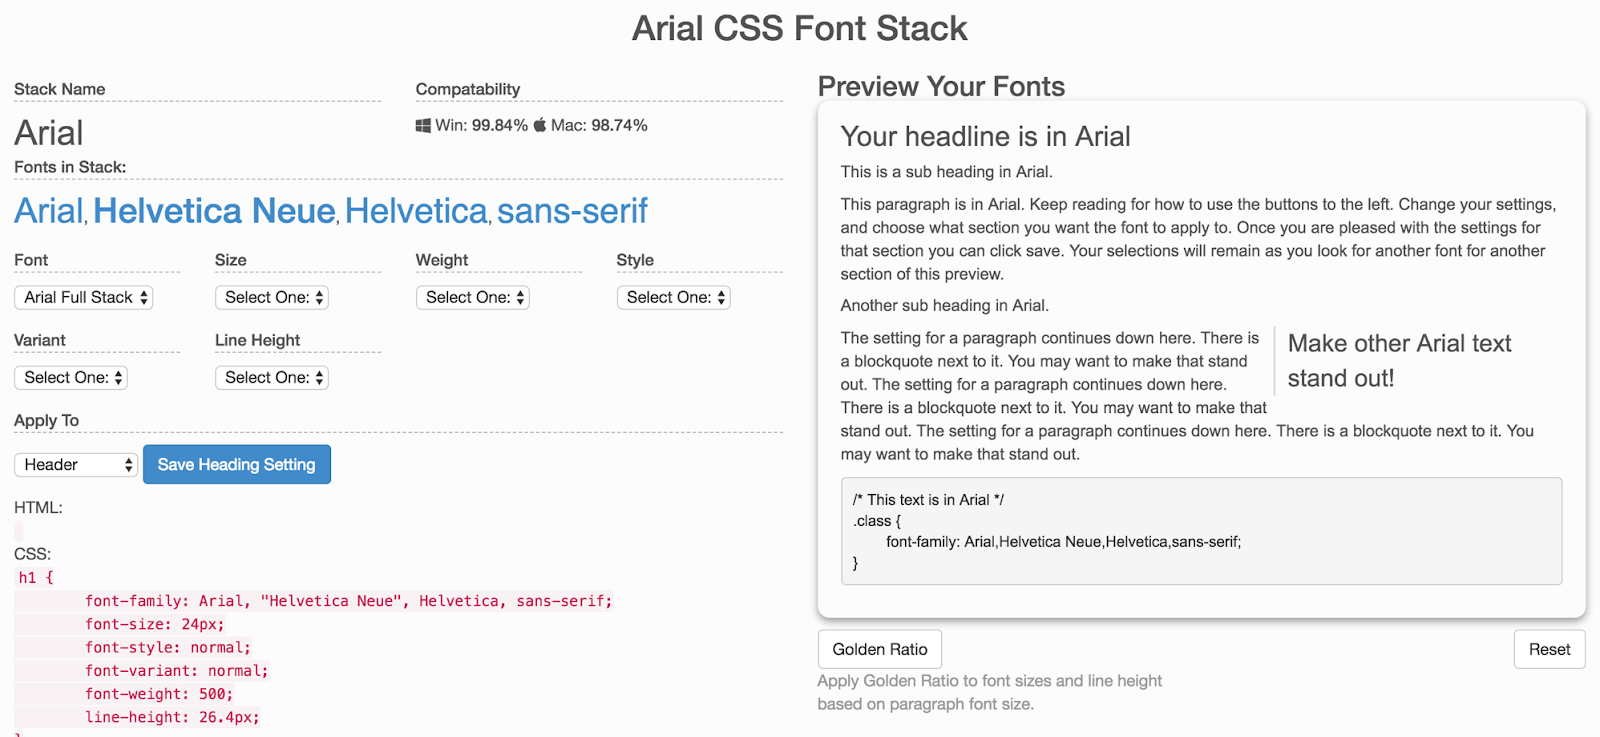 Arial CSS Font Stack
Stack Name
Compatability
Arial
Win: 99.84% Mac: 98.74%
Fonts in Stack:
Arial, Helvetica Neue, Helvetica, sans-serif
Font
Size
Weight
Style
Arial Full Stack
Select One:
Select One:
Select One:
Variant
Line Height
Select One:
Select One:
Apply To
Header
Save Heading Setting
HTML:
CSS:
h1 {
font-family: Arial, "Helvetica Neue", Helvetica, sans-serif;
font-size: 24px;
font-style: normal;
font-variant: normal;
font-weight: 500;
line-height: 26.4px;
}
Preview Your Fonts
Your headline is in Arial
This is a sub heading in Arial.
This paragraph is in Arial. Keep reading for how to use the buttons to the left. Change your settings,
and choose what section you want the font to apply to. Once you are pleased with the settings for
that section you can click save. Your selections will remain as you look for another font for another
section of this preview.
Another sub heading in Arial.
The setting for a paragraph continues down here. There is
a blockquote next to it. You may want to make that stand
out. The setting for a paragraph continues down here.
There is a blockquote next to it. You may want to make that
stand out. The setting for a paragraph continues down here. There is a blockquote next to it. You
may want to make that stand out.
Make other Arial text
stand out!
/* This text is in Arial */
.class {
font-family: Arial,Helvetica Neue,Helvetica,sans-serif;
}
Golden Ratio
Reset
Apply Golden Ratio to font sizes and line height
based on paragraph font size.